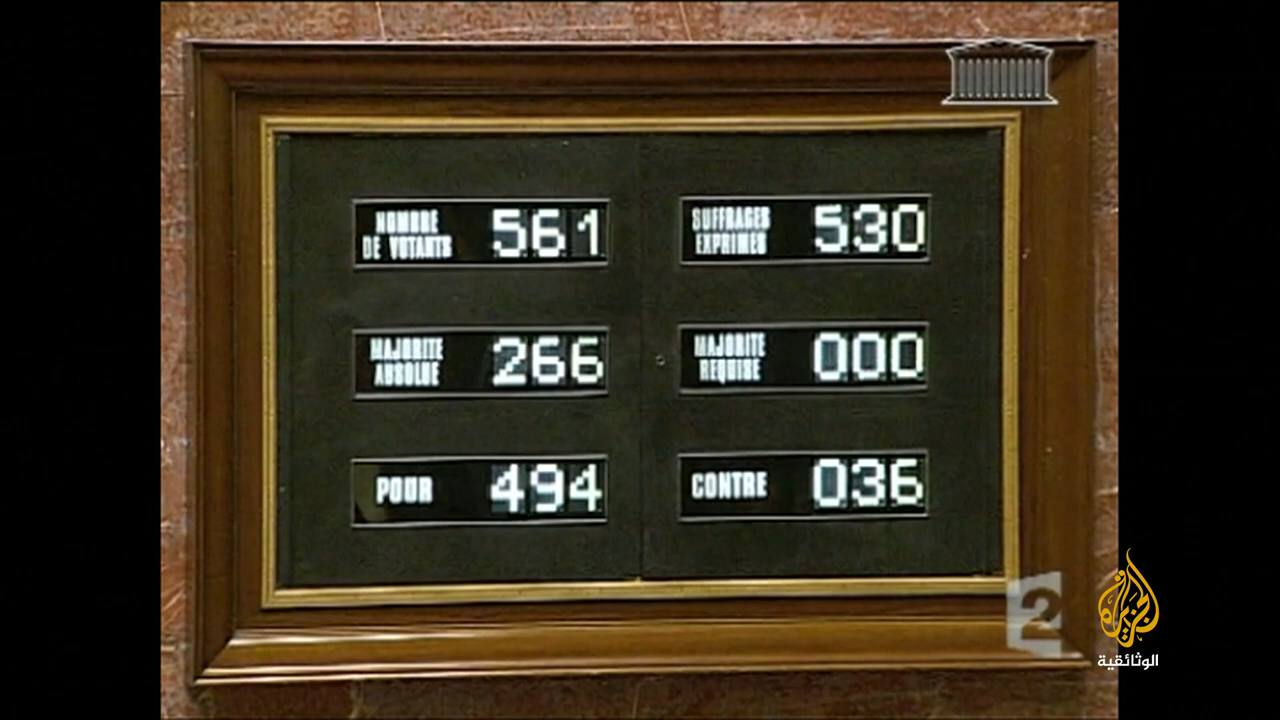 NOMBRE
DE VOTANTS
561
SUFFRAGES
EXPRIMES
530
MAJORITE
ABSOLUE
266
MAJORITE
REQUISE
000
POUR
494
CONTRE
036
2
الجزيرة
الوثائقية